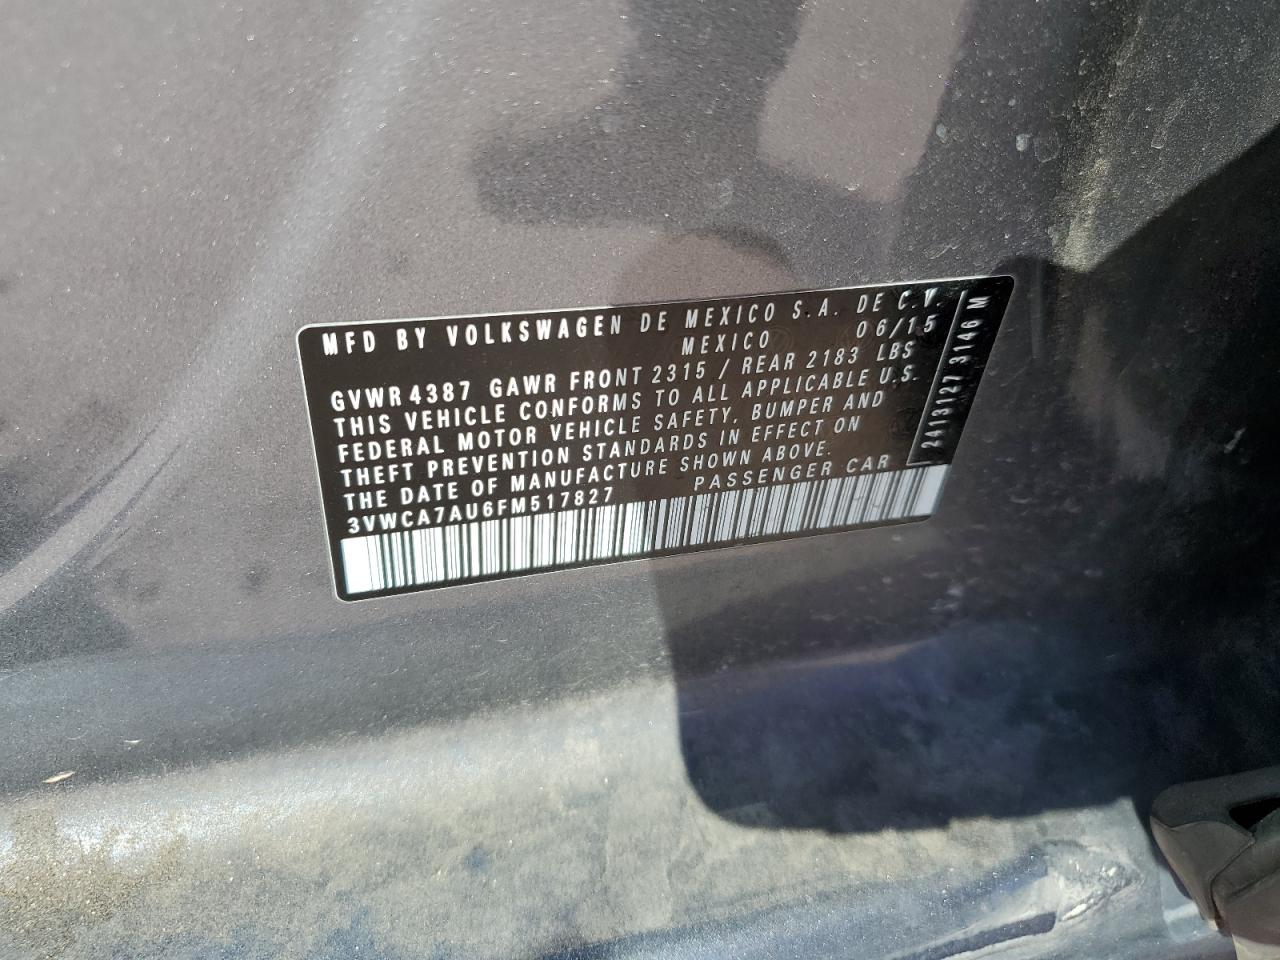 MFD BY VOLKSWAGEN DE MEXICO S.A. DE C.V
MEXICO 06/15
GVWR 4387 GAWR FRONT 2315 / REAR 2183 LBS
THIS VEHICLE CONFORMS TO ALL APPLICABLE U.S.
FEDERAL MOTOR VEHICLE SAFETY, BUMPER AND
THEFT PREVENTION STANDARDS IN EFFECT ON
THE DATE OF MANUFACTURE SHOWN ABOVE.
3VWCA7AU6FM517827 PASSENGER CAR
2413127 3146 M